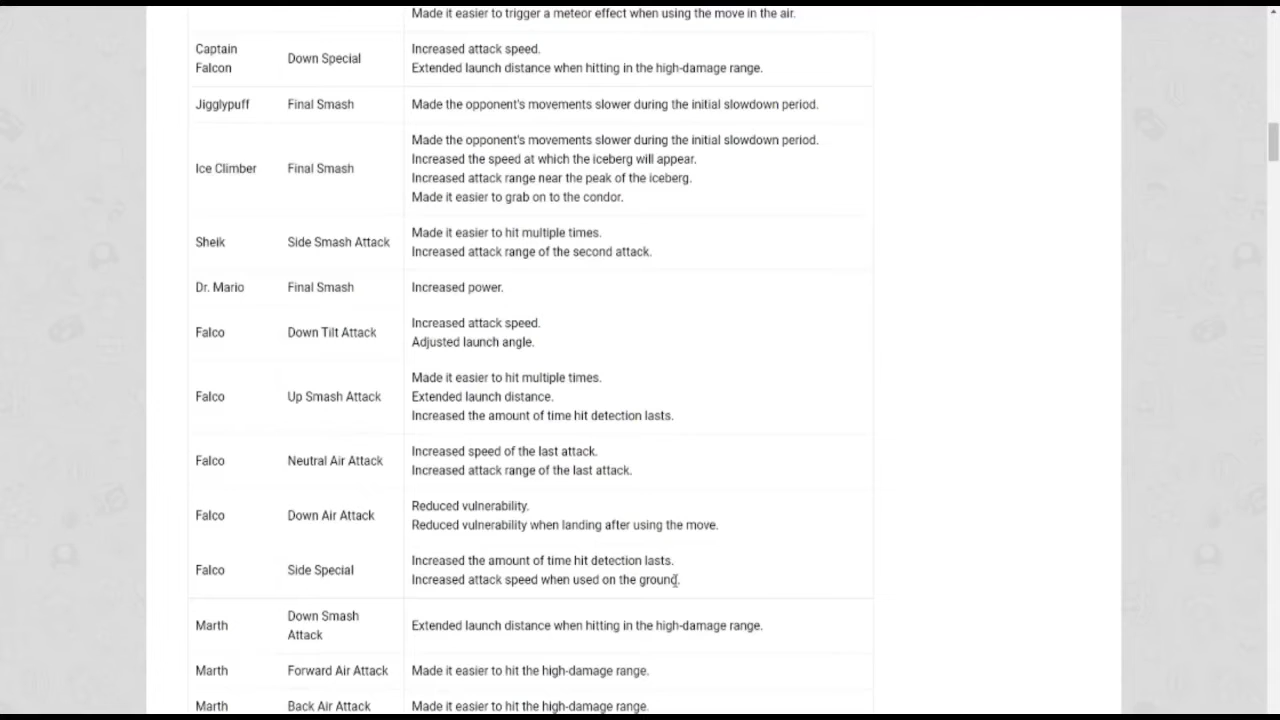 Made it easier to trigger a meteor effect when using the move in the air.
Captain
Falcon
Down Special
Increased attack speed.
Extended launch distance when hitting in the high-damage range.
Jigglypuff
Final Smash
Made the opponent's movements slower during the initial slowdown period.
Ice Climber
Final Smash
Made the opponent's movements slower during the initial slowdown period.
Increased the speed at which the iceberg will appear.
Increased attack range near the peak of the iceberg.
Made it easier to grab on to the condor.
Sheik
Side Smash Attack
Made it easier to hit multiple times.
Increased attack range of the second attack.
Dr. Mario
Final Smash
Increased power.
Falco
Down Tilt Attack
Increased attack speed.
Adjusted launch angle.
Falco
Up Smash Attack
Made it easier to hit multiple times.
Extended launch distance.
Increased the amount of time hit detection lasts.
Falco
Neutral Air Attack
Increased speed of the last attack.
Increased attack range of the last attack.
Falco
Down Air Attack
Reduced vulnerability.
Reduced vulnerability when landing after using the move.
Falco
Side Special
Increased the amount of time hit detection lasts.
Increased attack speed when used on the ground.
Marth
Down Smash
Attack
Extended launch distance when hitting in the high-damage range.
Marth
Forward Air Attack
Made it easier to hit the high-damage range.
Marth
Back Air Attack
Made it easier to hit the high-damage range.